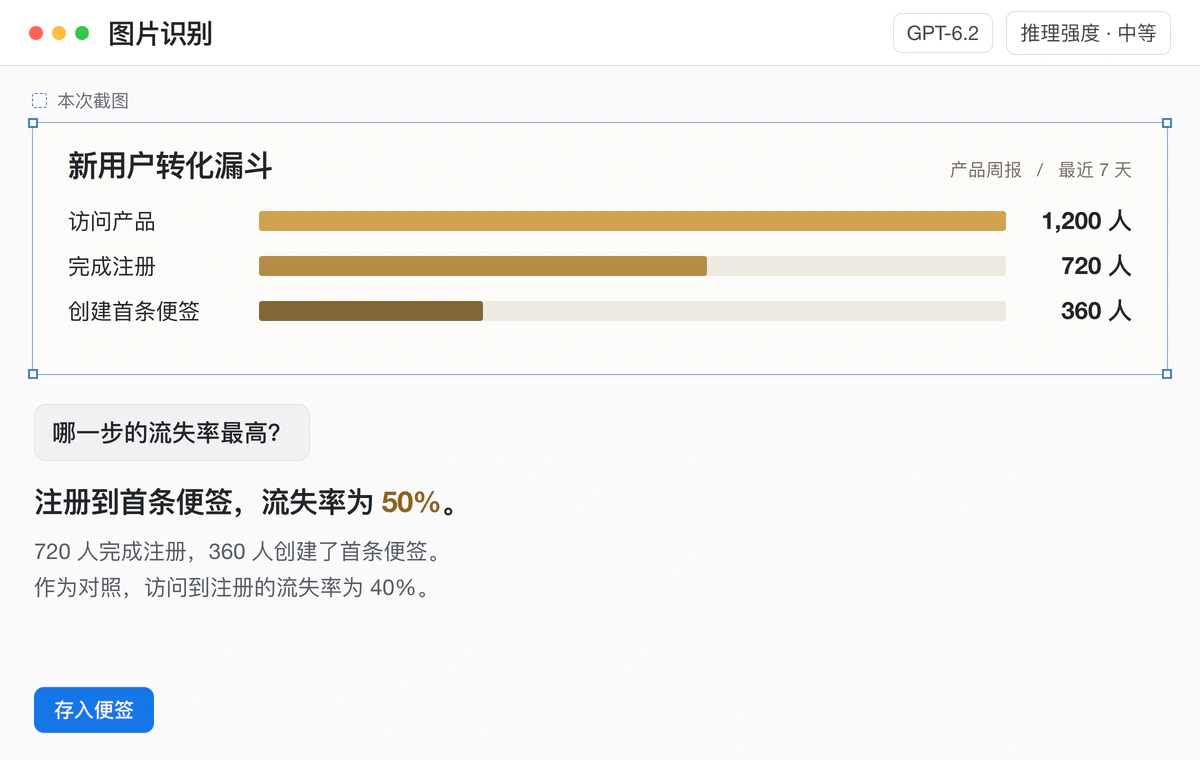 图片识别
GPT-6.2
推理强度 · 中等
本次截图
新用户转化漏斗
产品周报 / 最近 7 天
访问产品 1,200 人
完成注册 720 人
创建首条便签 360 人
哪一步的流失率最高?
注册到首条便签，流失率为 50%。
720 人完成注册，360 人创建了首条便签。
作为对照，访问到注册的流失率为 40%。
存入便签